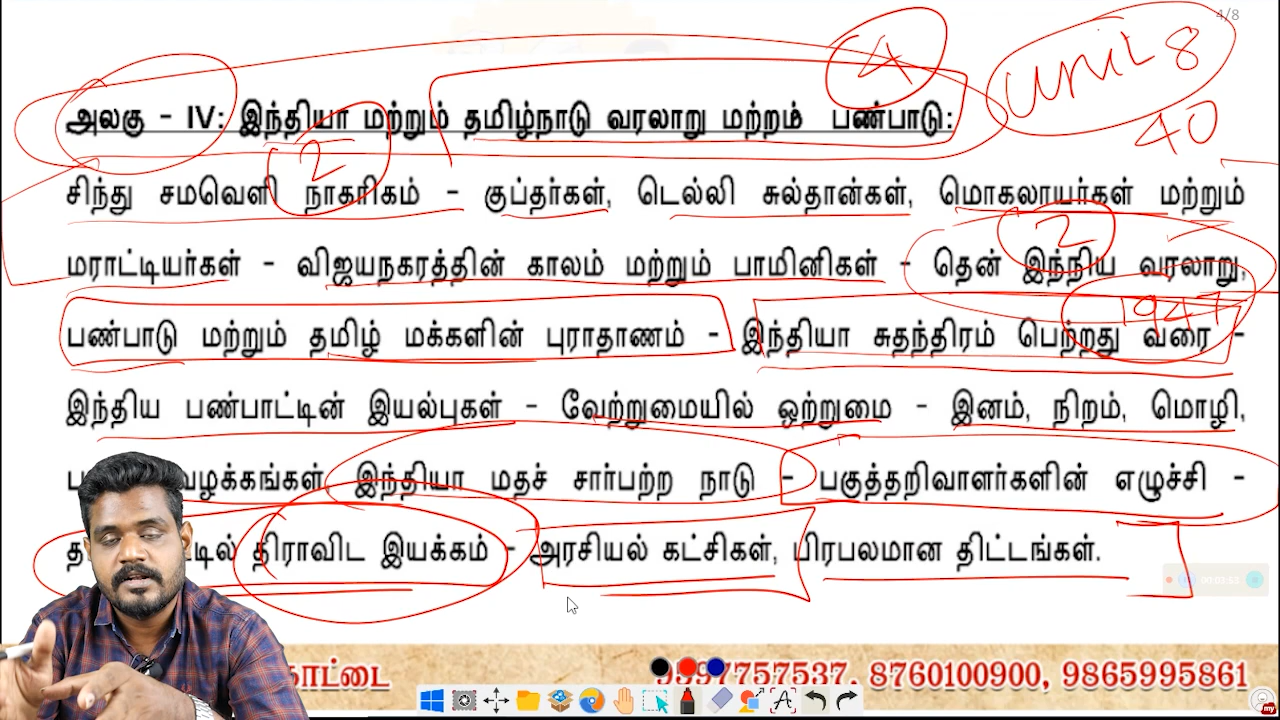 4/8
unit 8
4
40
அலகு - IV: இந்தியா மற்றும் தமிழ்நாடு வரலாறு மற்றம் பண்பாடு:
2
சிந்து சமவெளி நாகரிகம் - குப்தர்கள், டெல்லி சுல்தான்கள், மொகலாயர்கள் மற்றும்
2
மராட்டியர்கள் - விஜயநகரத்தின் காலம் மற்றும் பாமினிகள் - தென் இந்நிய வரலாறு,
1947
பண்பாடு மற்றும் தமிழ் மக்களின் புராதாணம் - இந்தியா சுதந்திரம் பெற்றது வரை -
இந்திய பண்பாட்டின் இயல்புகள் - வேற்றுமையில் ஒற்றுமை - இனம், நிறம், மொழி,
இந்தியா மதச் சார்பற்ற நாடு - பகுத்தறிவாளர்களின் எழுச்சி -
திராவிட இயக்கம் - அரசியல் கட்சிகள், பிரபலமான திட்டங்கள்.
8760100900, 9865995861